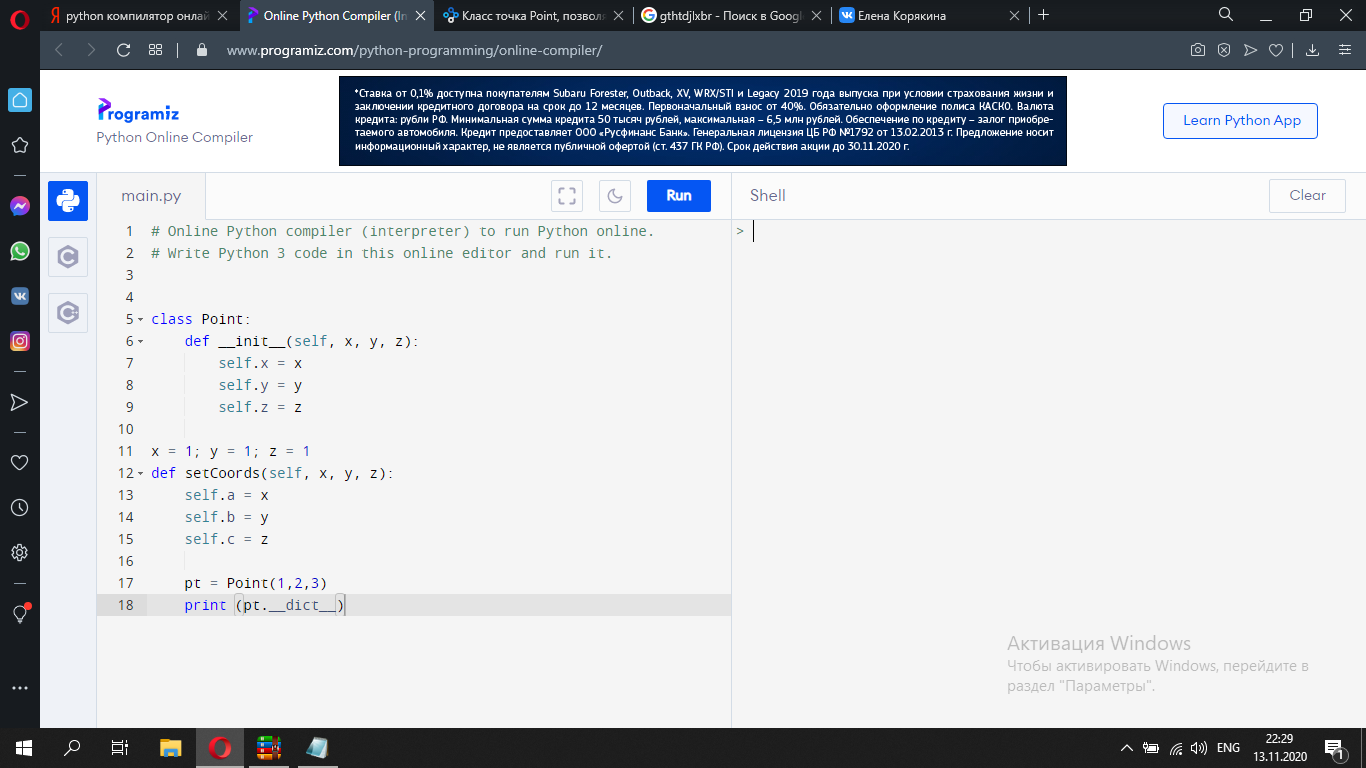 python компилятор онлай
Online Python Compiler (In
Класс точка Point, позволя
gthtdjlxbr - Поиск в Googl
Елена Корякина
www.programiz.com/python-programming/online-compiler/
Programiz
Python Online Compiler
*Ставка от 0,1% доступна покупателям Subaru Forester, Outback, XV, WRX/STI и Legacy 2019 года выпуска при условии страхования жизни и
заключении кредитного договора на срок до 12 месяцев. Первоначальный взнос от 40%. Обязательно оформление полиса КАСКО. Валюта
кредита: рубли РФ. Минимальная сумма кредита 50 тысяч рублей, максимальная – 6,5 млн рублей. Обеспечение по кредиту – залог приобре-
таемого автомобиля. Кредит предоставляет ООО «Русфинанс Банк». Генеральная лицензия ЦБ РФ №1792 от 13.02.2013 г. Предложение носит
информационный характер, не является публичной офертой (ст. 437 ГК РФ). Срок действия акции до 30.11.2020 г.
Learn Python App
main.py
Run
Shell
Clear
1 # Online Python compiler (interpreter) to run Python online.
2 # Write Python 3 code in this online editor and run it.
3
4
5 class Point:
6     def __init__(self, x, y, z):
7         self.x = x
8         self.y = y
9         self.z = z
10
11 x = 1; y = 1; z = 1
12 def setCoords(self, x, y, z):
13     self.a = x
14     self.b = y
15     self.c = z
16
17     pt = Point(1,2,3)
18     print (pt.__dict__)
>
Активация Windows
Чтобы активировать Windows, перейдите в
раздел "Параметры".
ENG
22:29
13.11.2020
1